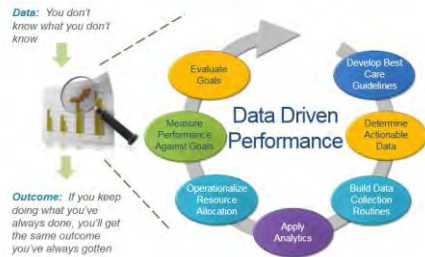 Data: You don't
know what you don't
know
Outcome: If you keep
doing what you've
always done, you'll get
the same outcome
you've always gotten
Data Driven
Performance
Develop Best
Care
Guidelines
Determine
Actionable
Data
Build Data
Collection
Routines
Apply
Analytics
Operationalize
Resource
Allocation
Measure
Performance
Against Goals
Evaluate
Goals